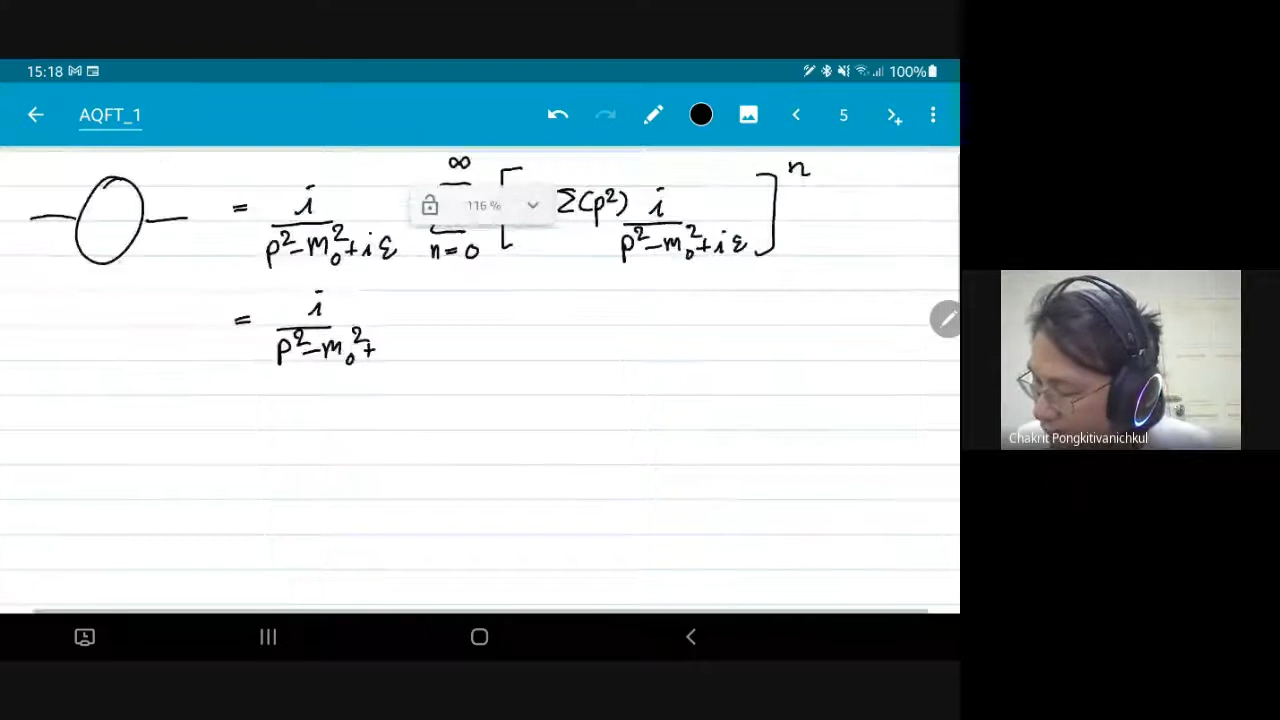 15:18 100%
AQFT_1 5
∞ n
= i [ Σ(p²) i ]
116 %
p²-m₀²+iε n=0 p²-m₀²+iε
= i
p²-m₀²+
Chakrit Pongkitivanichkul